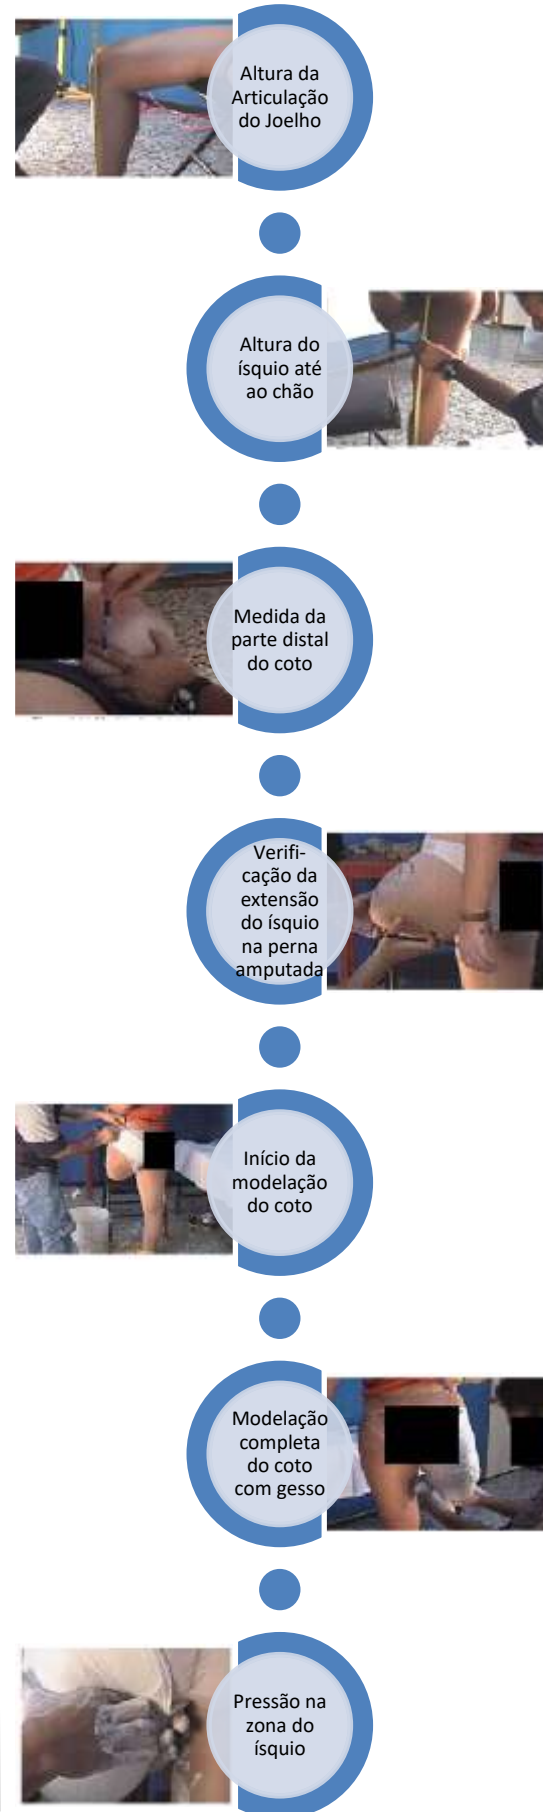 Altura da
Articulação
do Joelho
Altura do
ísquio até
ao chão
Medida da
parte distal
do coto
Verifi-
cação da
extensão
do ísquio
na perna
amputada
Início da
modelação
do coto
Modelação
completa
do coto
com gesso
Pressão na
zona do
ísquio